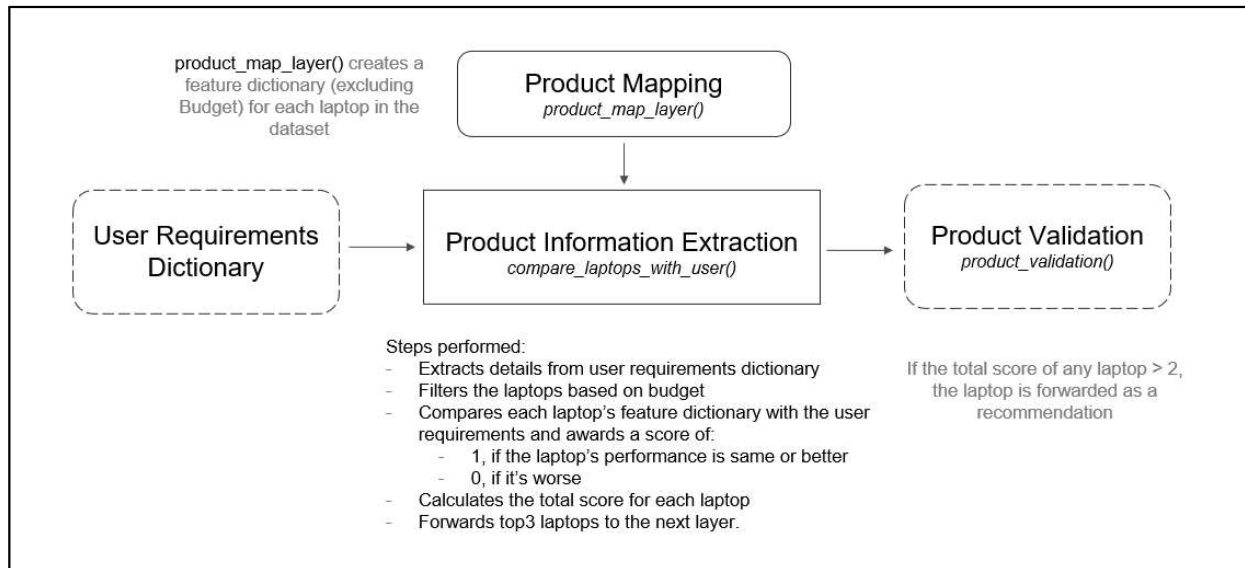 product_map_layer() creates a
feature dictionary (excluding
Budget) for each laptop in the
dataset
Product Mapping
product_map_layer()
User Requirements
Dictionary
Product Information Extraction
compare_laptops_with_user()
Product Validation
product_validation()
Steps performed:
- Extracts details from user requirements dictionary
- Filters the laptops based on budget
- Compares each laptop’s feature dictionary with the user
requirements and awards a score of:
- 1, if the laptop’s performance is same or better
- 0, if it’s worse
- Calculates the total score for each laptop
- Forwards top3 laptops to the next layer.
If the total score of any laptop > 2,
the laptop is forwarded as a
recommendation